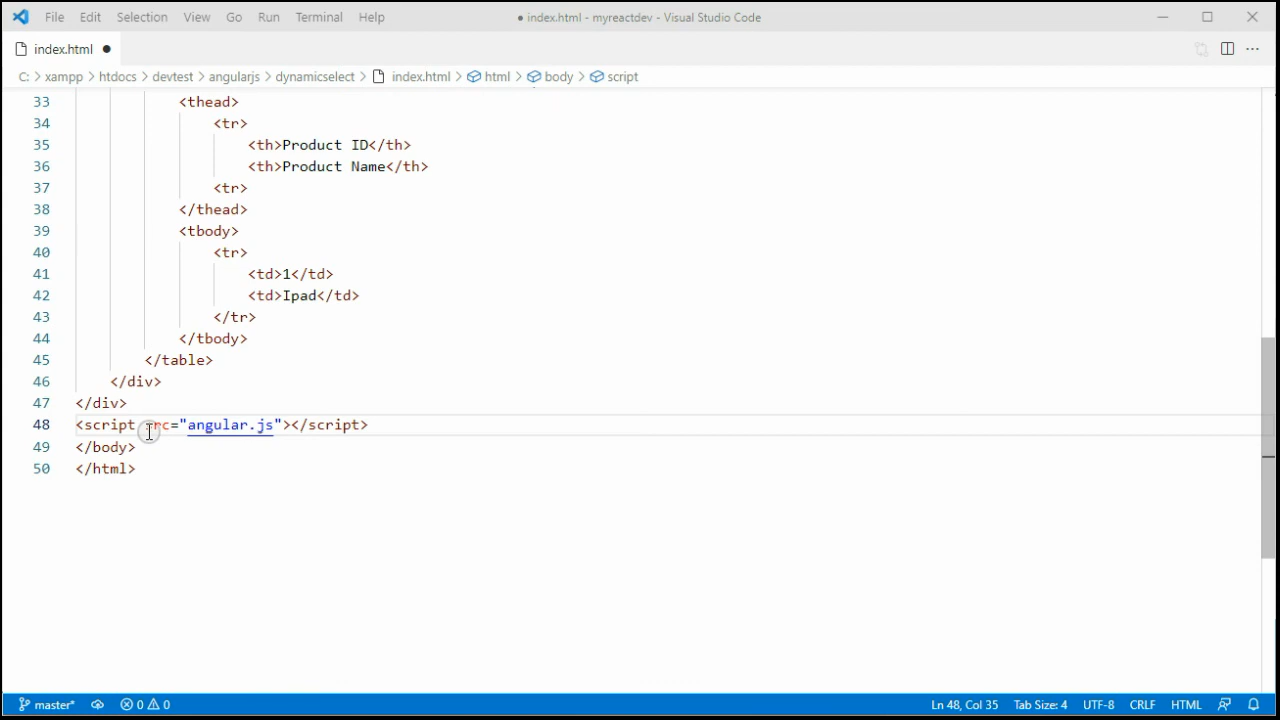 File Edit Selection View Go Run Terminal Help ● index.html - myreactdev - Visual Studio Code
index.html ●
C: > xampp > htdocs > devtest > angularjs > dynamicselect > index.html > html > body > script
33 <thead>
34 <tr>
35 <th>Product ID</th>
36 <th>Product Name</th>
37 <tr>
38 </thead>
39 <tbody>
40 <tr>
41 <td>1</td>
42 <td>Ipad</td>
43 </tr>
44 </tbody>
45 </table>
46 </div>
47 </div>
48 <script src="angular.js"></script>
49 </body>
50 </html>
master* 0 0 Ln 48, Col 35 Tab Size: 4 UTF-8 CRLF HTML